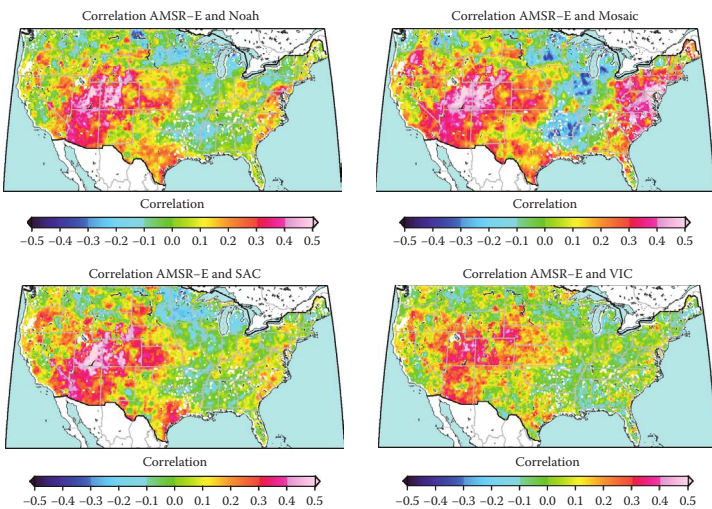 Correlation AMSR–E and Noah
Correlation
−0.5 −0.4 −0.3 −0.2 −0.1 0.0 0.1 0.2 0.3 0.4 0.5
Correlation AMSR–E and Mosaic
Correlation
−0.5 −0.4 −0.3 −0.2 −0.1 0.0 0.1 0.2 0.3 0.4 0.5
Correlation AMSR–E and SAC
Correlation
−0.5 −0.4 −0.3 −0.2 −0.1 0.0 0.1 0.2 0.3 0.4 0.5
Correlation AMSR–E and VIC
Correlation
−0.5 −0.4 −0.3 −0.2 −0.1 0.0 0.1 0.2 0.3 0.4 0.5